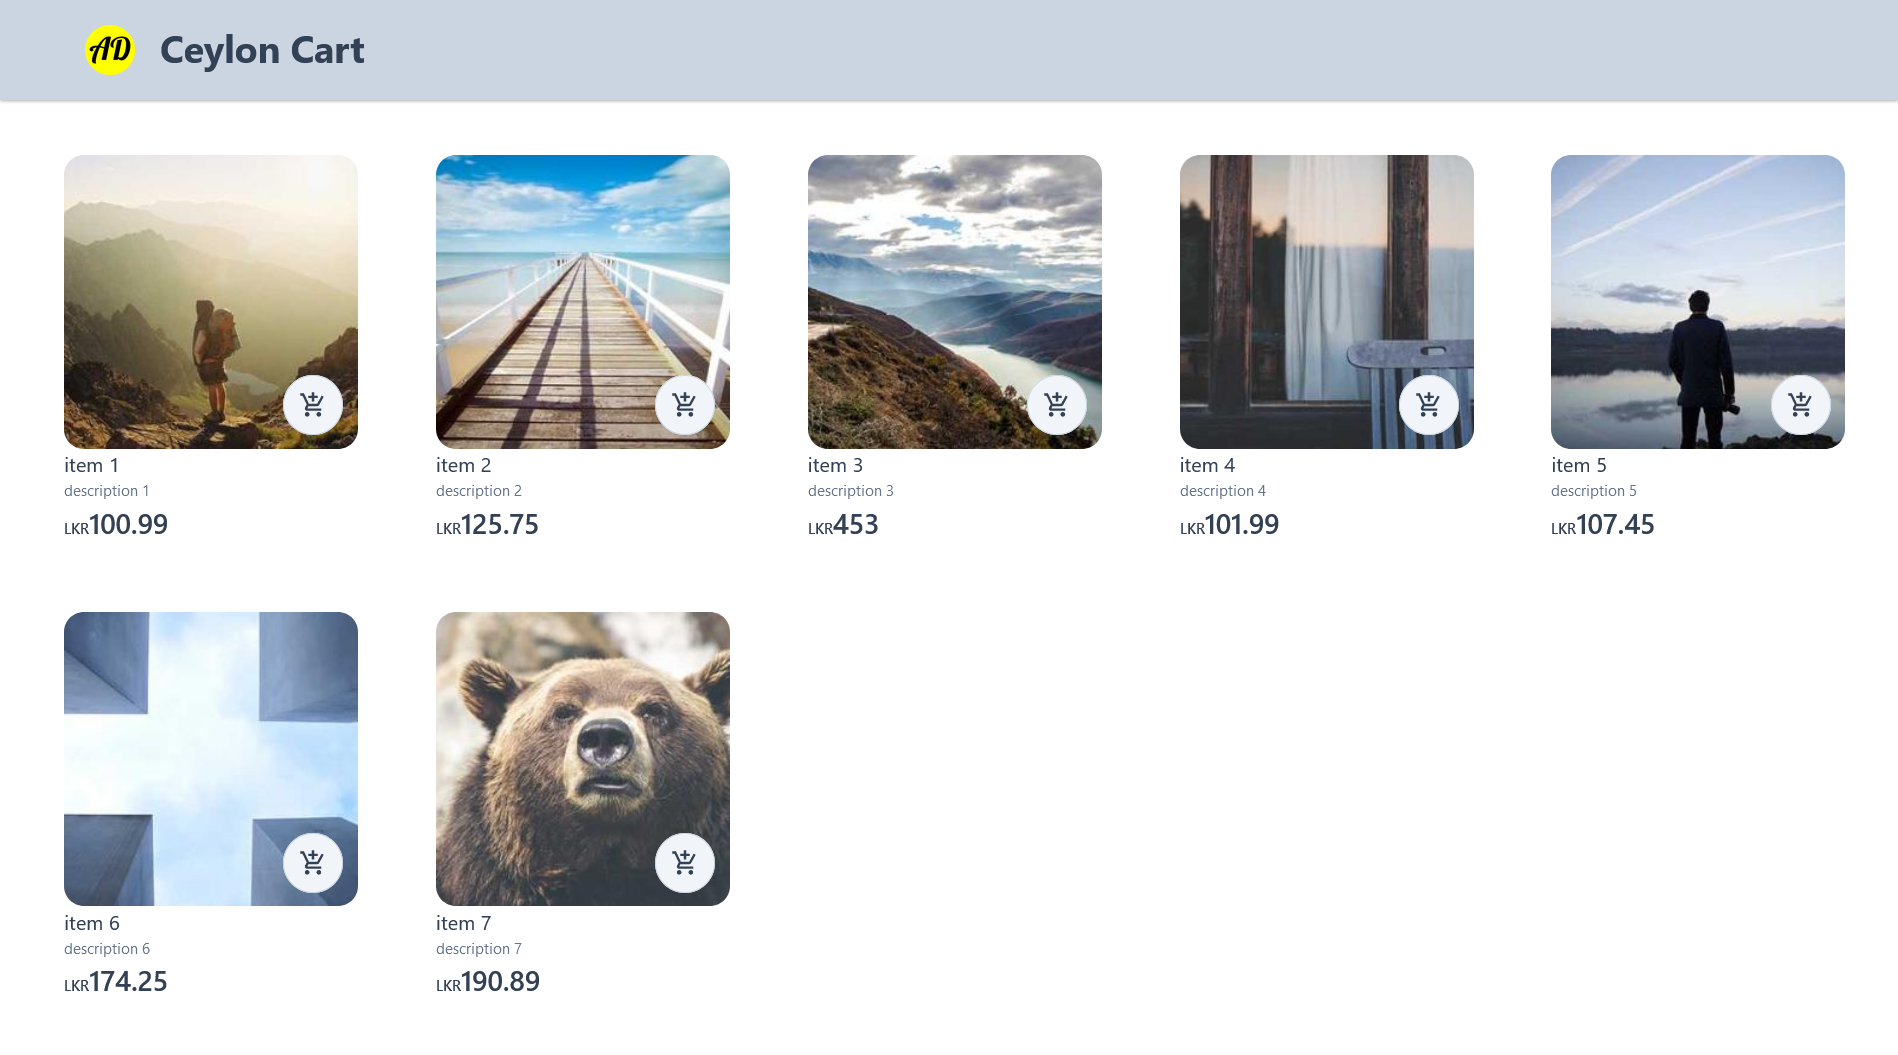 AD Ceylon Cart
item 1
description 1
LKR100.99
item 2
description 2
LKR125.75
item 3
description 3
LKR453
item 4
description 4
LKR101.99
item 5
description 5
LKR107.45
item 6
description 6
LKR174.25
item 7
description 7
LKR190.89